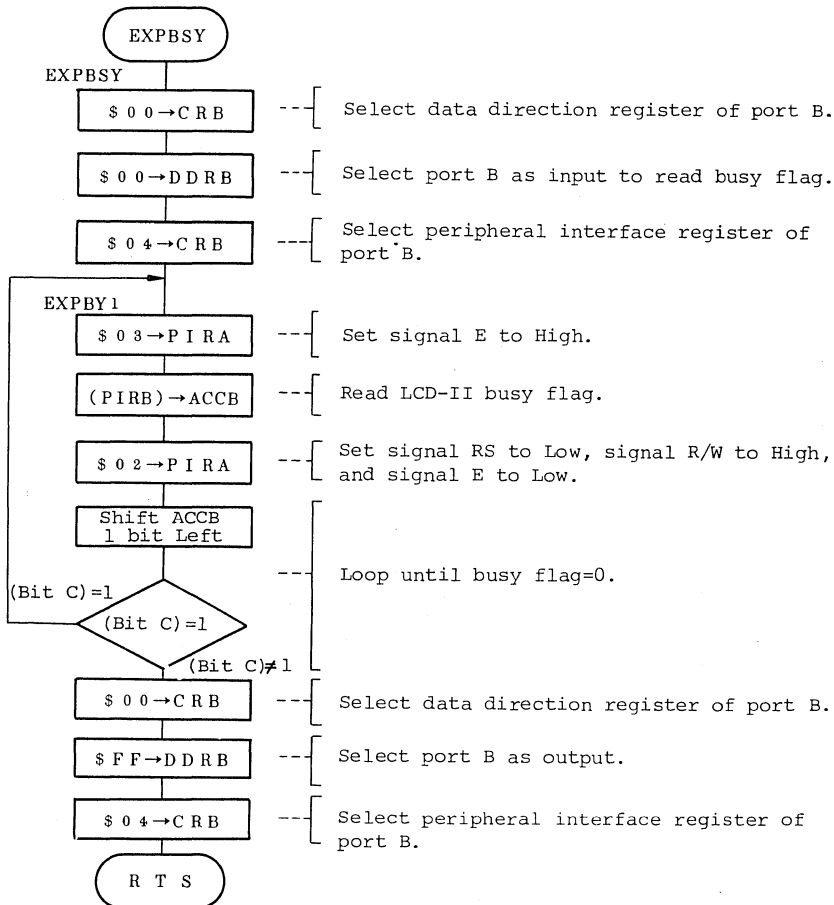 EXPBSY
EXPBSY
$00→CRB
Select data direction register of port B.
$00→DDRB
Select port B as input to read busy flag.
$04→CRB
Select peripheral interface register of
port B.
EXPBY1
$03→PIRA
Set signal E to High.
(PIRB)→ACCB
Read LCD-II busy flag.
$02→PIRA
Set signal RS to Low, signal R/W to High,
and signal E to Low.
Shift ACCB
1 bit Left
Loop until busy flag=0.
(Bit C)=1
(Bit C)=1
(Bit C)≠1
$00→CRB
Select data direction register of port B.
$FF→DDRB
Select port B as output.
$04→CRB
Select peripheral interface register of
port B.
RTS